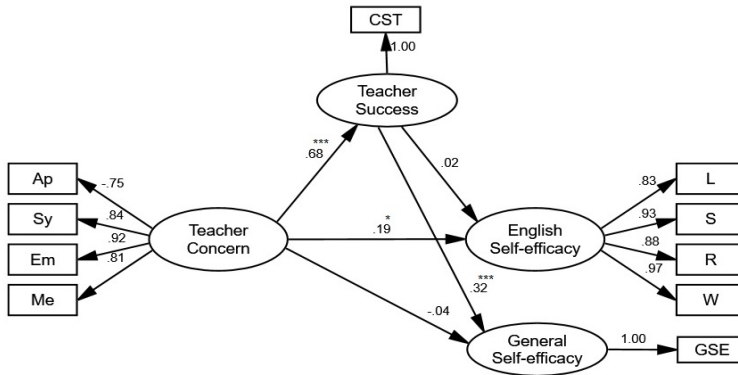 CST
1.00
Teacher
Success
***
.68
.02
Ap
Sy
Em
Me
-.75
.84
.92
.81
Teacher
Concern
*
.19
***
.32
-.04
English
Self-efficacy
.83
.93
.88
.97
L
S
R
W
General
Self-efficacy
1.00
GSE